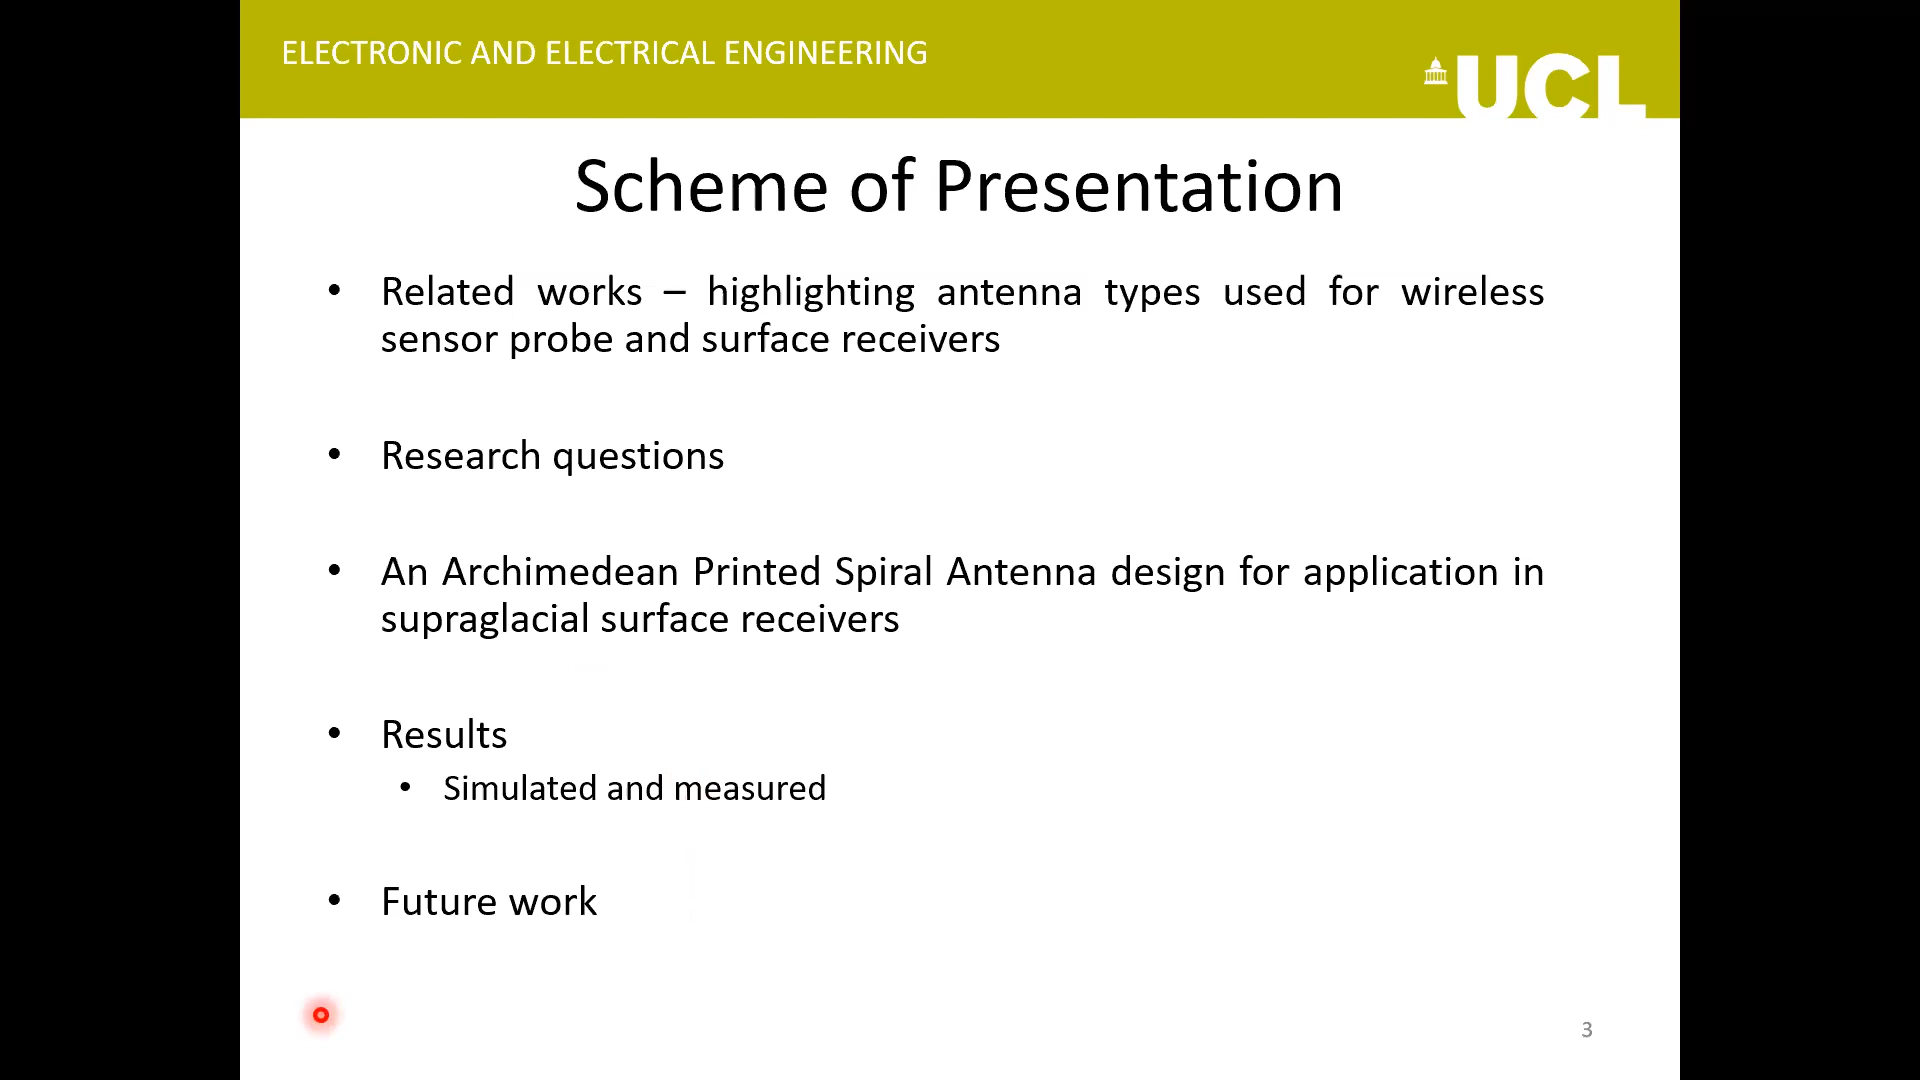 ELECTRONIC AND ELECTRICAL ENGINEERING
UCL
Scheme of Presentation
• Related works – highlighting antenna types used for wireless
sensor probe and surface receivers
• Research questions
• An Archimedean Printed Spiral Antenna design for application in
supraglacial surface receivers
• Results
• Simulated and measured
• Future work
3